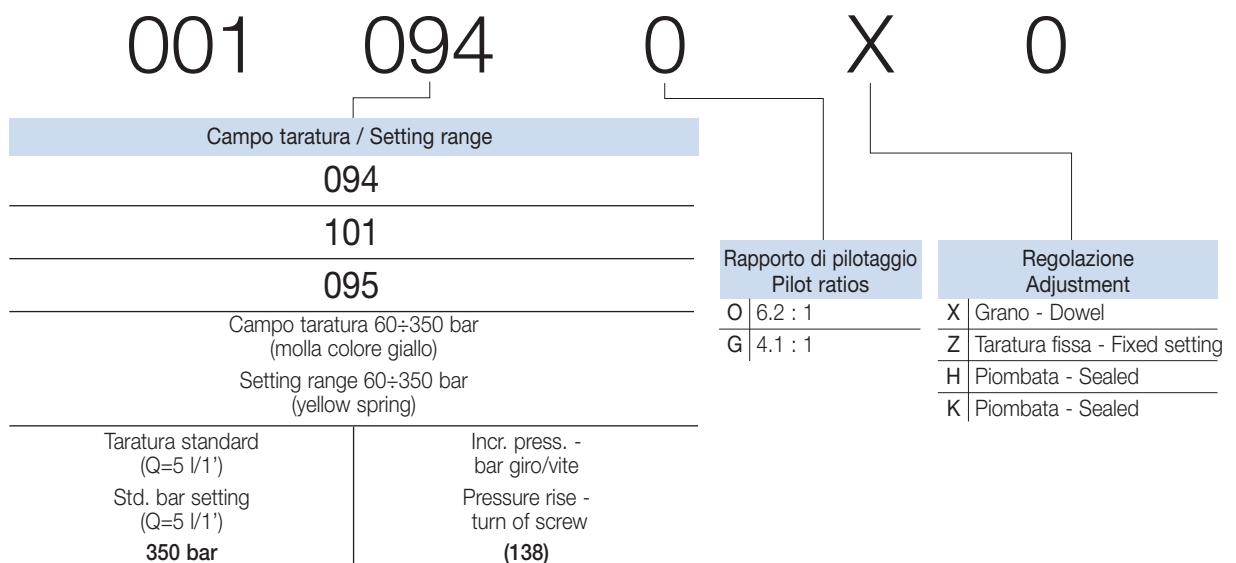 001 094 0 X 0
Campo taratura / Setting range
094
101
095
Campo taratura 60÷350 bar
(molla colore giallo)
Setting range 60÷350 bar
(yellow spring)
Taratura standard
(Q=5 l/1’)
Std. bar setting
(Q=5 l/1’)
350 bar
Incr. press. -
bar giro/vite
Pressure rise -
turn of screw
(138)
Rapporto di pilotaggio
Pilot ratios
O 6.2 : 1
G 4.1 : 1
Regolazione
Adjustment
X Grano - Dowel
Z Taratura fissa - Fixed setting
H Piombata - Sealed
K Piombata - Sealed